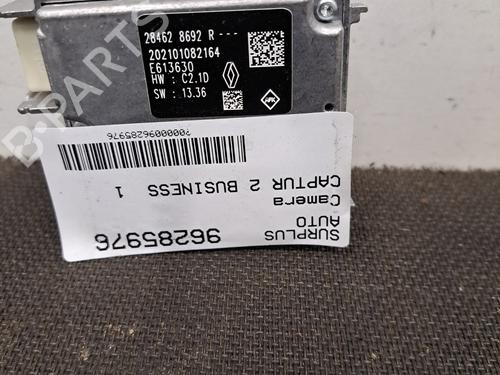 28462 8692 R ---
202101082164
E613630
HW : C2.1D
SW : 13.36
SURPLUS
AUTO
96285976
Camera
CAPTUR 2 BUSINESS 1
7000000096285976
B-PARTS